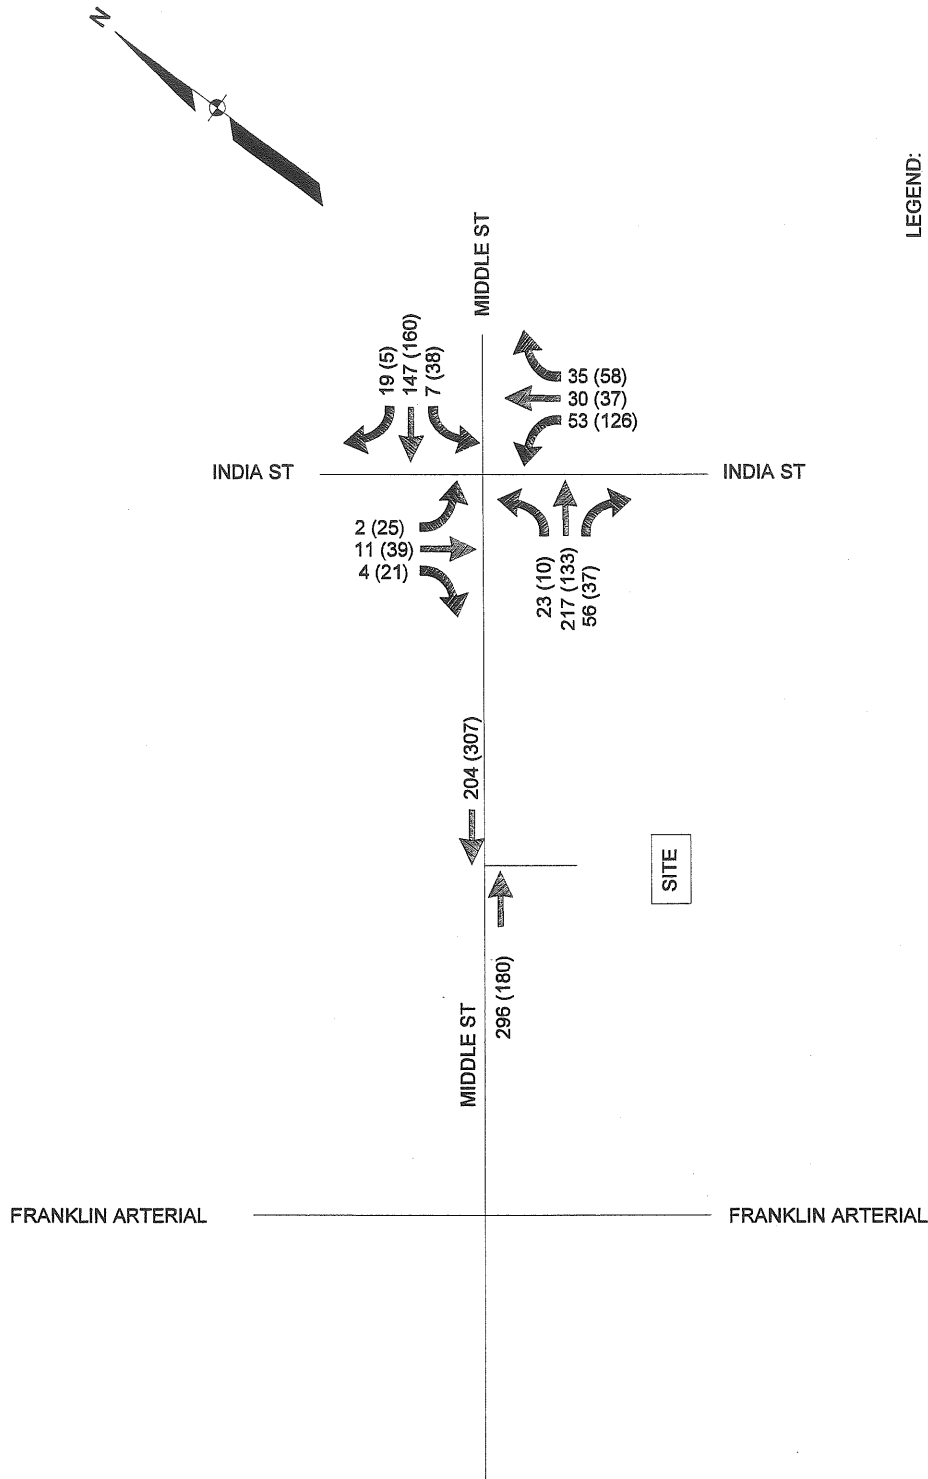 N
LEGEND:
MIDDLE ST
19 (5)
147 (160)
7 (38)
35 (58)
30 (37)
53 (126)
INDIA ST
INDIA ST
2 (25)
11 (39)
4 (21)
23 (10)
217 (133)
56 (37)
204 (307)
SITE
296 (180)
MIDDLE ST
FRANKLIN ARTERIAL
FRANKLIN ARTERIAL